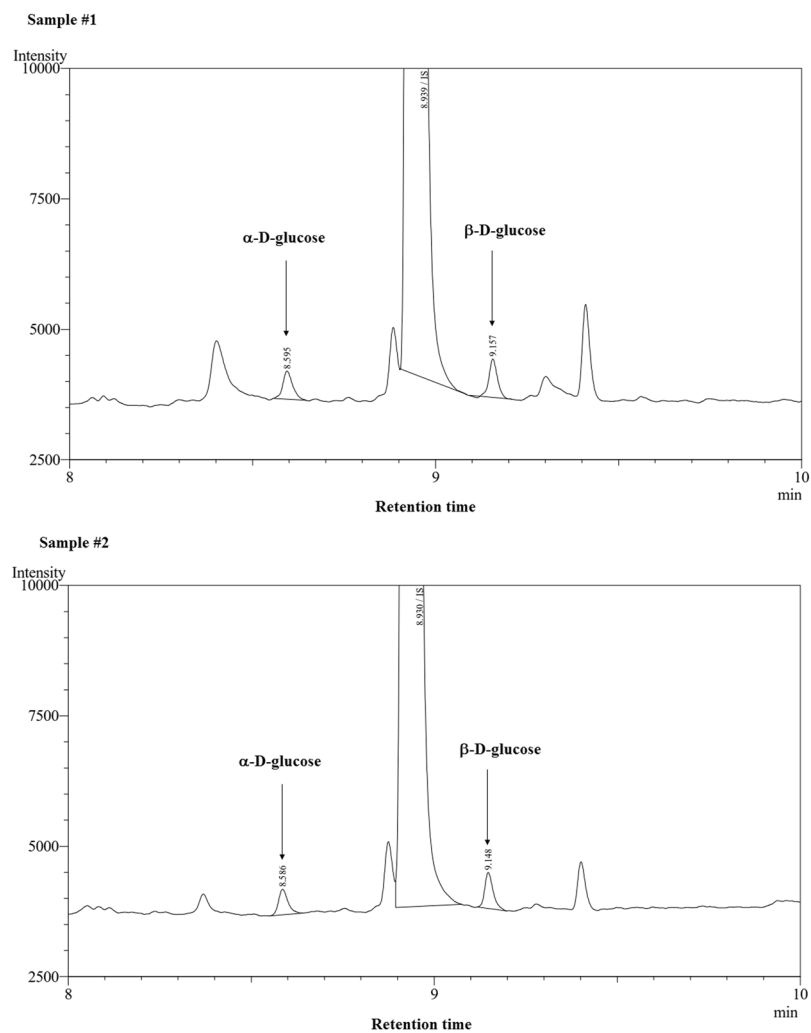 Sample #1
Intensity
10000
8.939 / IS
7500
α-D-glucose
β-D-glucose
5000
8.595
9.157
2500
8
9
10
min
Retention time
Sample #2
Intensity
10000
8.930 / IS
7500
α-D-glucose
β-D-glucose
5000
8.586
9.148
2500
8
9
10
min
Retention time